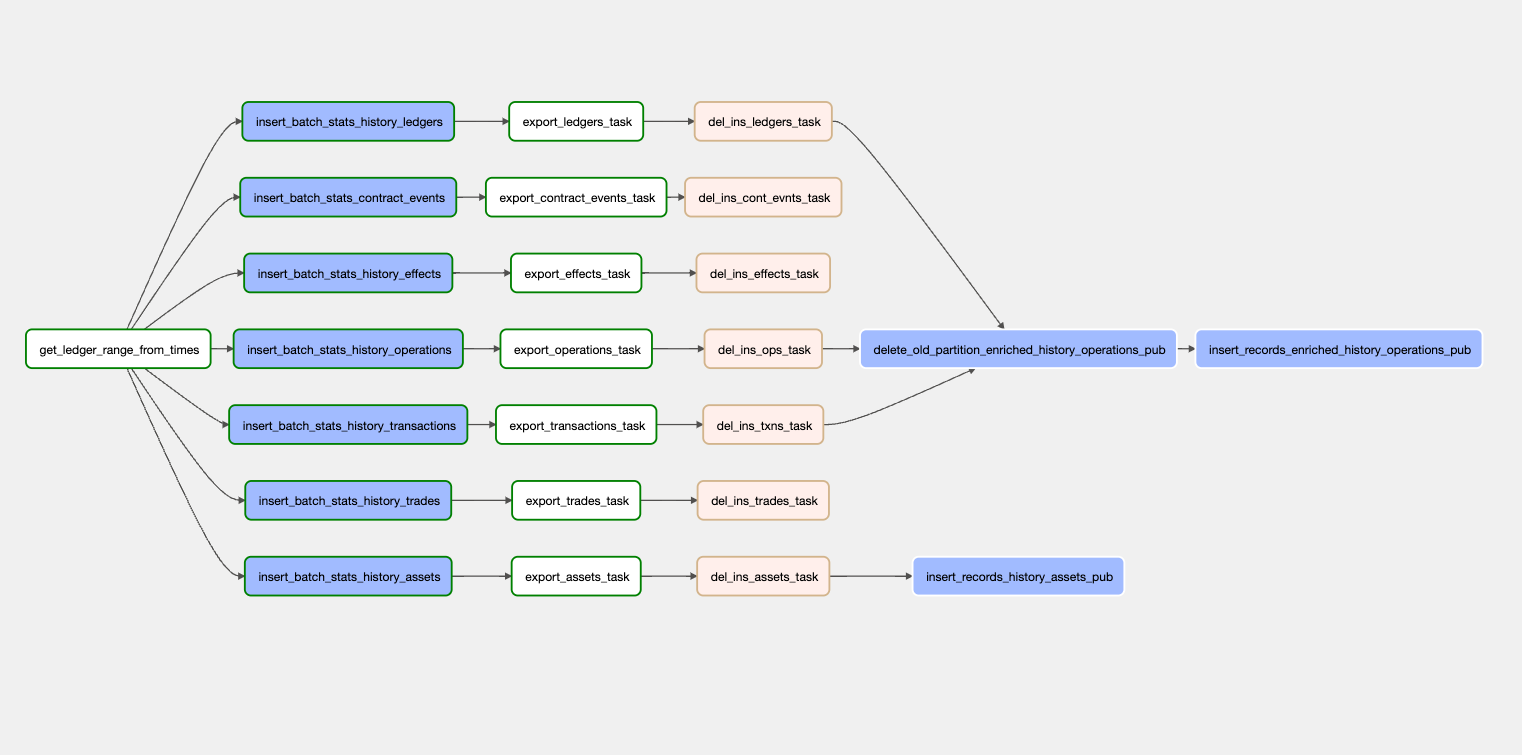 insert_batch_stats_history_ledgers
export_ledgers_task
del_ins_ledgers_task
insert_batch_stats_contract_events
export_contract_events_task
del_ins_cont_evnts_task
insert_batch_stats_history_effects
export_effects_task
del_ins_effects_task
get_ledger_range_from_times
insert_batch_stats_history_operations
export_operations_task
del_ins_ops_task
delete_old_partition_enriched_history_operations_pub
insert_records_enriched_history_operations_pub
insert_batch_stats_history_transactions
export_transactions_task
del_ins_txns_task
insert_batch_stats_history_trades
export_trades_task
del_ins_trades_task
insert_batch_stats_history_assets
export_assets_task
del_ins_assets_task
insert_records_history_assets_pub